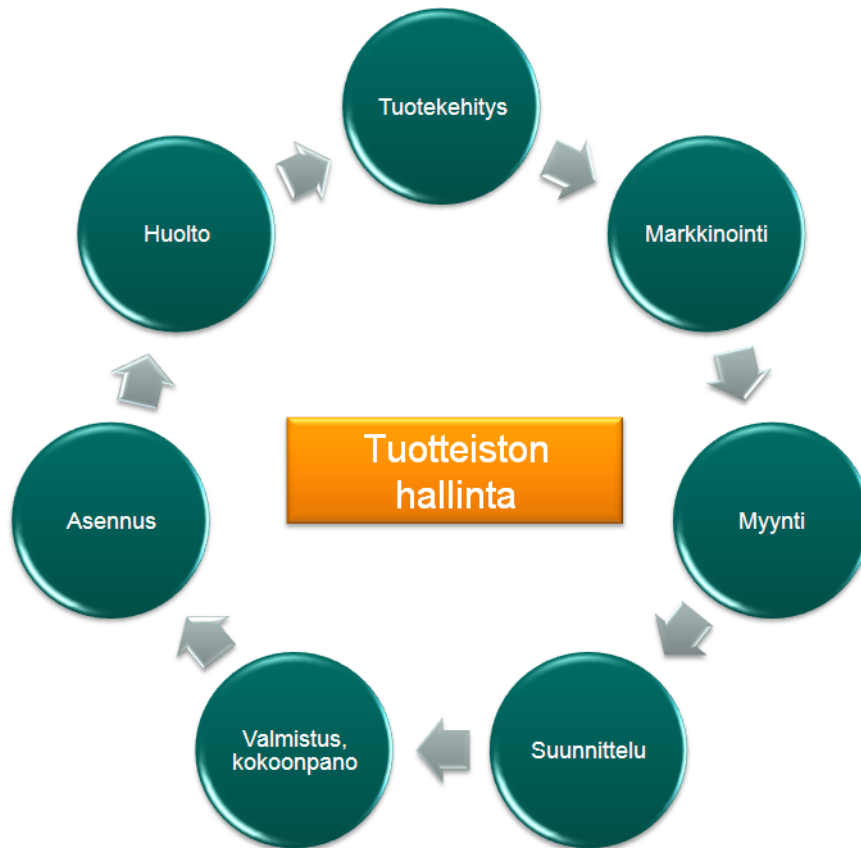 Tuotekehitys
Markkinointi
Myynti
Suunnittelu
Valmistus,
kokoonpano
Asennus
Huolto
Tuotteiston
hallinta